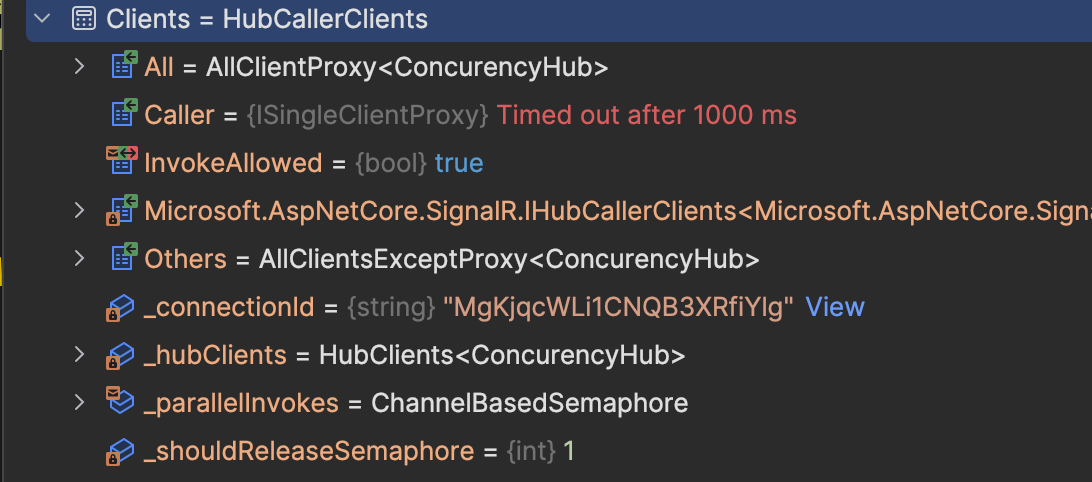 Clients = HubCallerClients
All = AllClientProxy<ConcurencyHub>
Caller = {ISingleClientProxy} Timed out after 1000 ms
InvokeAllowed = {bool} true
Microsoft.AspNetCore.SignalR.IHubCallerClients<Microsoft.AspNetCore.Signa
Others = AllClientsExceptProxy<ConcurencyHub>
_connectionId = {string} "MgKjqcWLi1CNQB3XRfiYlg" View
_hubClients = HubClients<ConcurencyHub>
_parallelInvokes = ChannelBasedSemaphore
_shouldReleaseSemaphore = {int} 1